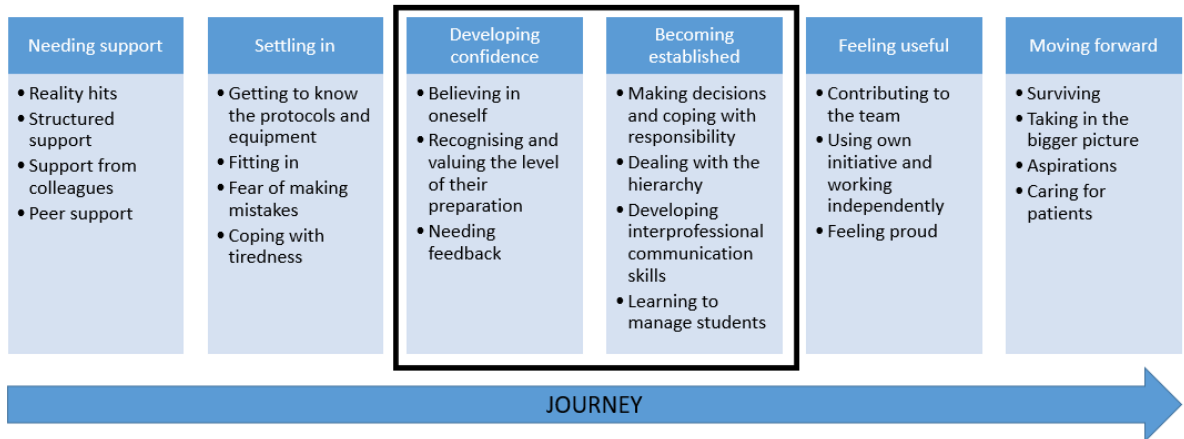 Needing support
• Reality hits
• Structured
support
• Support from
colleagues
• Peer support
Settling in
• Getting to know
the protocols and
equipment
• Fitting in
• Fear of making
mistakes
• Coping with
tiredness
Developing
confidence
• Believing in
oneself
• Recognising and
valuing the level
of their
preparation
• Needing
feedback
Becoming
established
• Making decisions
and coping with
responsibility
• Dealing with the
hierarchy
• Developing
interprofessional
communication
skills
• Learning to
manage students
Feeling useful
• Contributing to
the team
• Using own
initiative and
working
independently
• Feeling proud
Moving forward
• Surviving
• Taking in the
bigger picture
• Aspirations
• Caring for
patients
JOURNEY